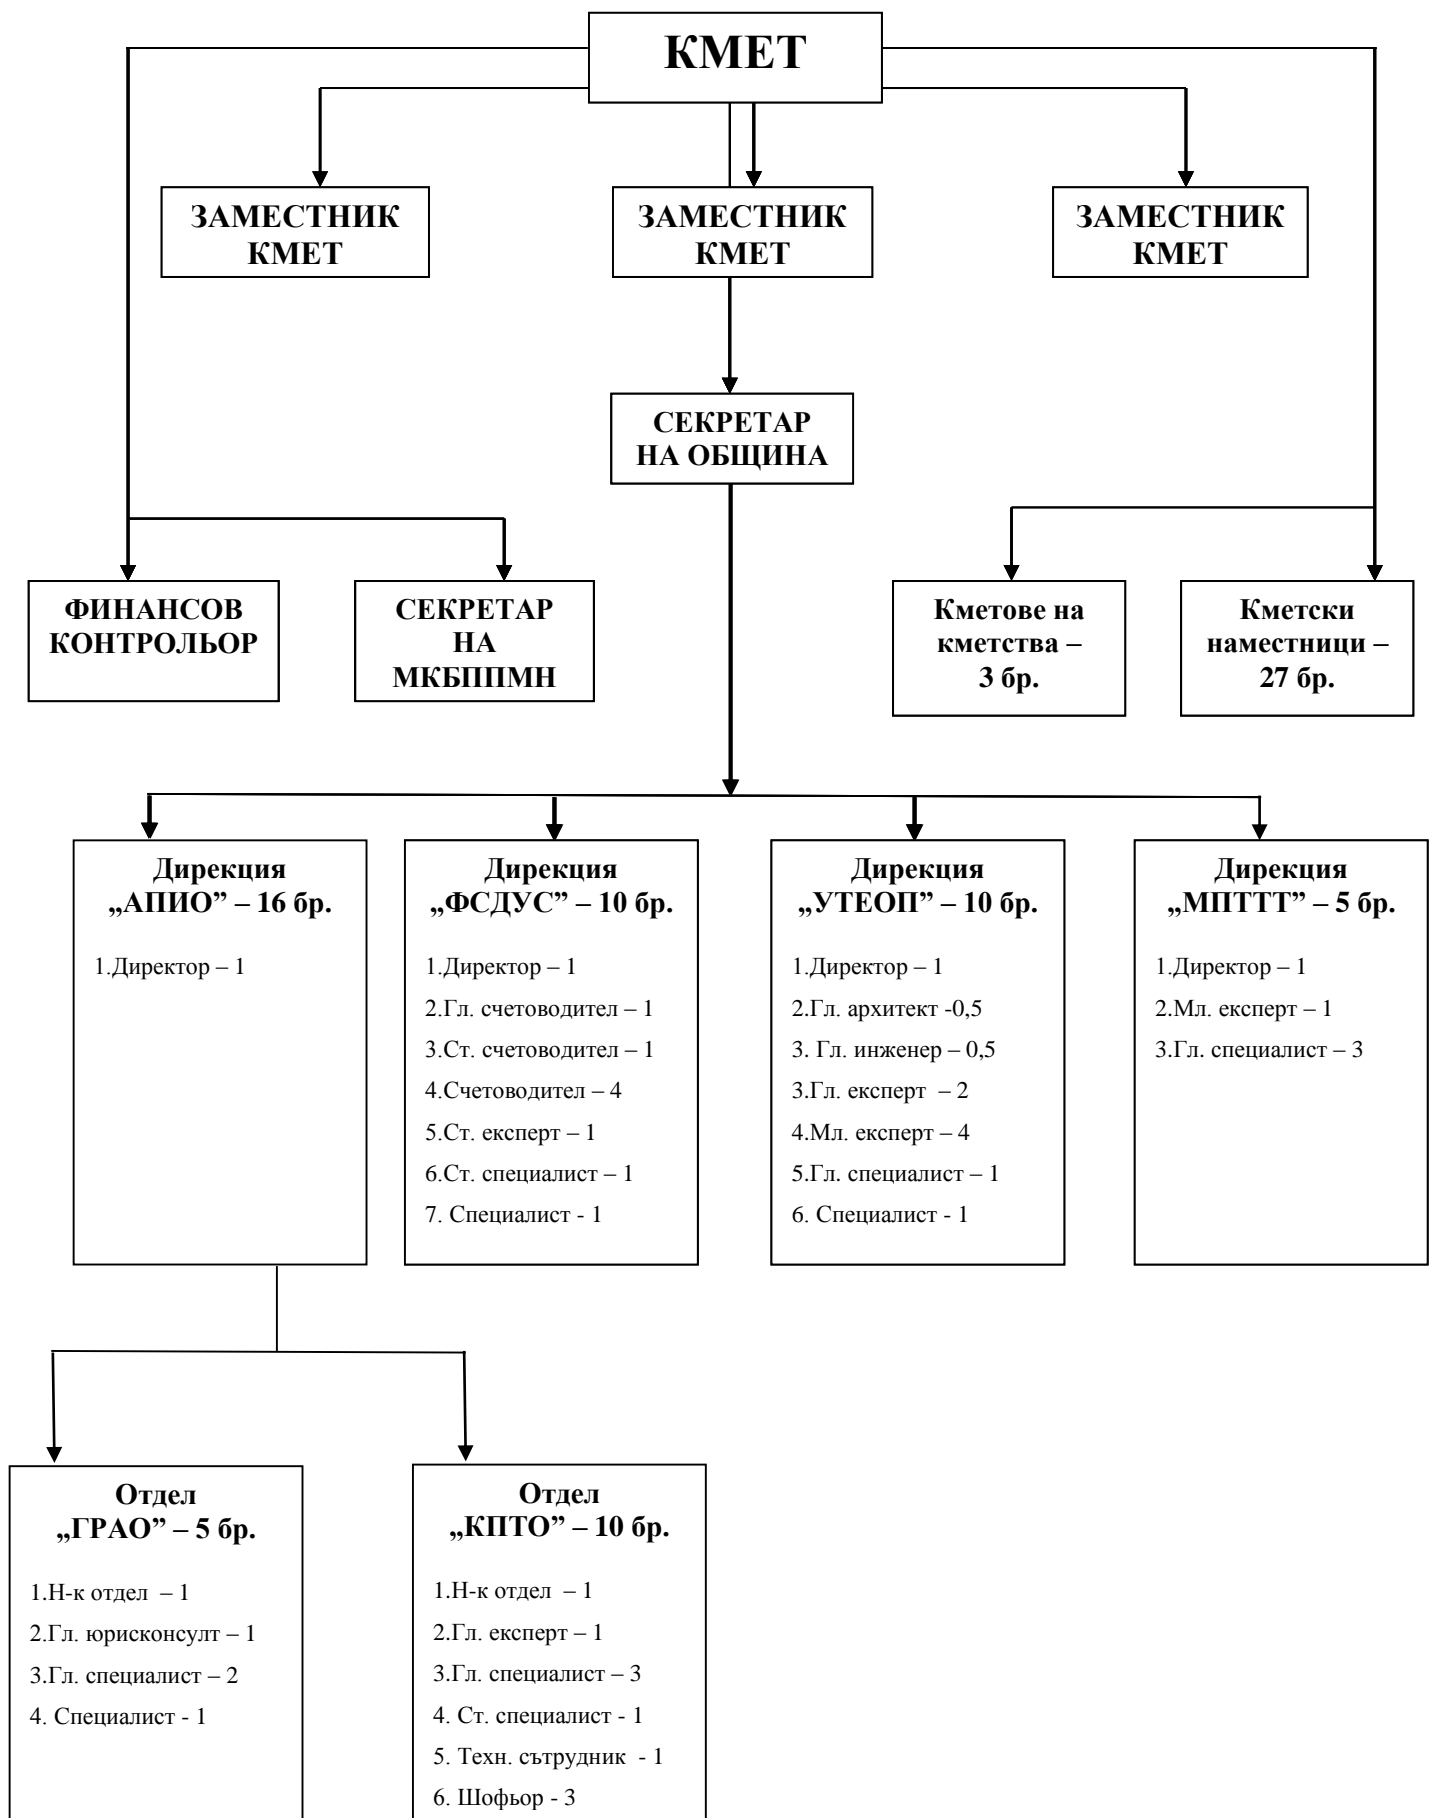 КМЕТ
ЗАМЕСТНИК
КМЕТ
ЗАМЕСТНИК
КМЕТ
ЗАМЕСТНИК
КМЕТ
СЕКРЕТАР
НА ОБЩИНА
ФИНАНСОВ
КОНТРОЛЬОР
СЕКРЕТАР
НА
МКБППМН
Кметове на
кметства –
3 бр.
Кметски
наместници –
27 бр.
Дирекция
„АПИО” – 16 бр.
1.Директор – 1
Дирекция
„ФСДУС” – 10 бр.
1.Директор – 1
2.Гл. счетоводител – 1
3.Ст. счетоводител – 1
4.Счетоводител – 4
5.Ст. експерт – 1
6.Ст. специалист – 1
7. Специалист - 1
Дирекция
„УТЕОП” – 10 бр.
1.Директор – 1
2.Гл. архитект -0,5
3. Гл. инженер – 0,5
3.Гл. експерт – 2
4.Мл. експерт – 4
5.Гл. специалист – 1
6. Специалист - 1
Дирекция
„МПТТТ” – 5 бр.
1.Директор – 1
2.Мл. експерт – 1
3.Гл. специалист – 3
Отдел
„ГРАО” – 5 бр.
1.Н-к отдел – 1
2.Гл. юрисконсулт – 1
3.Гл. специалист – 2
4. Специалист - 1
Отдел
„КПТО” – 10 бр.
1.Н-к отдел – 1
2.Гл. експерт – 1
3.Гл. специалист – 3
4. Ст. специалист - 1
5. Техн. сътрудник - 1
6. Шофьор - 3